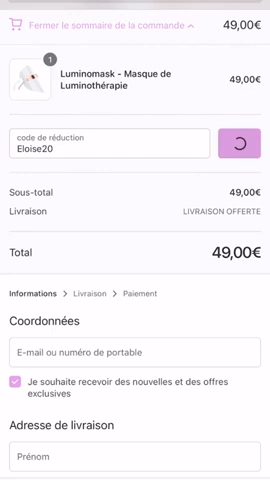 Fermer le sommaire de la commande
49,00€
1
Luminomask - Masque de
Luminothérapie
49,00€
code de réduction
Eloise20
Sous-total
49,00€
Livraison
LIVRAISON OFFERTE
Total
49,00€
Informations > Livraison > Paiement
Coordonnées
E-mail ou numéro de portable
Je souhaite recevoir des nouvelles et des offres
exclusives
Adresse de livraison
Prénom